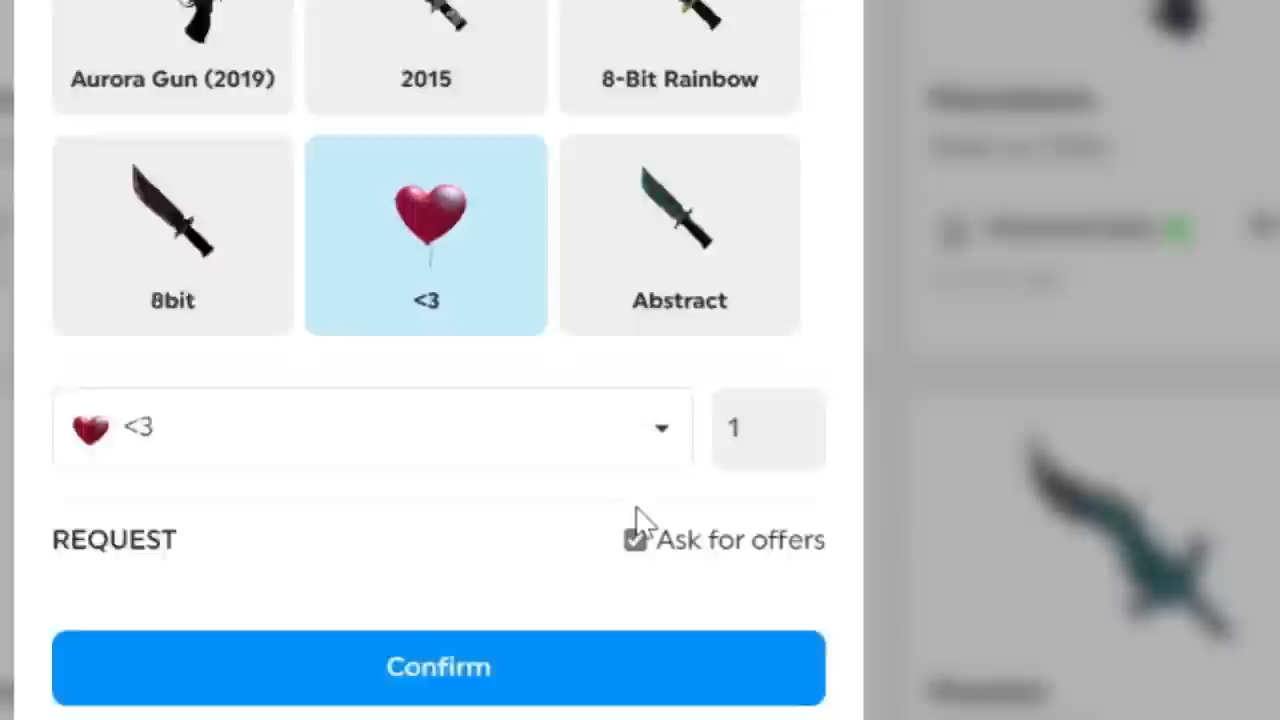 Aurora Gun (2019)
2015
8-Bit Rainbow
8bit
<3
Abstract
<3
1
REQUEST
Ask for offers
Confirm